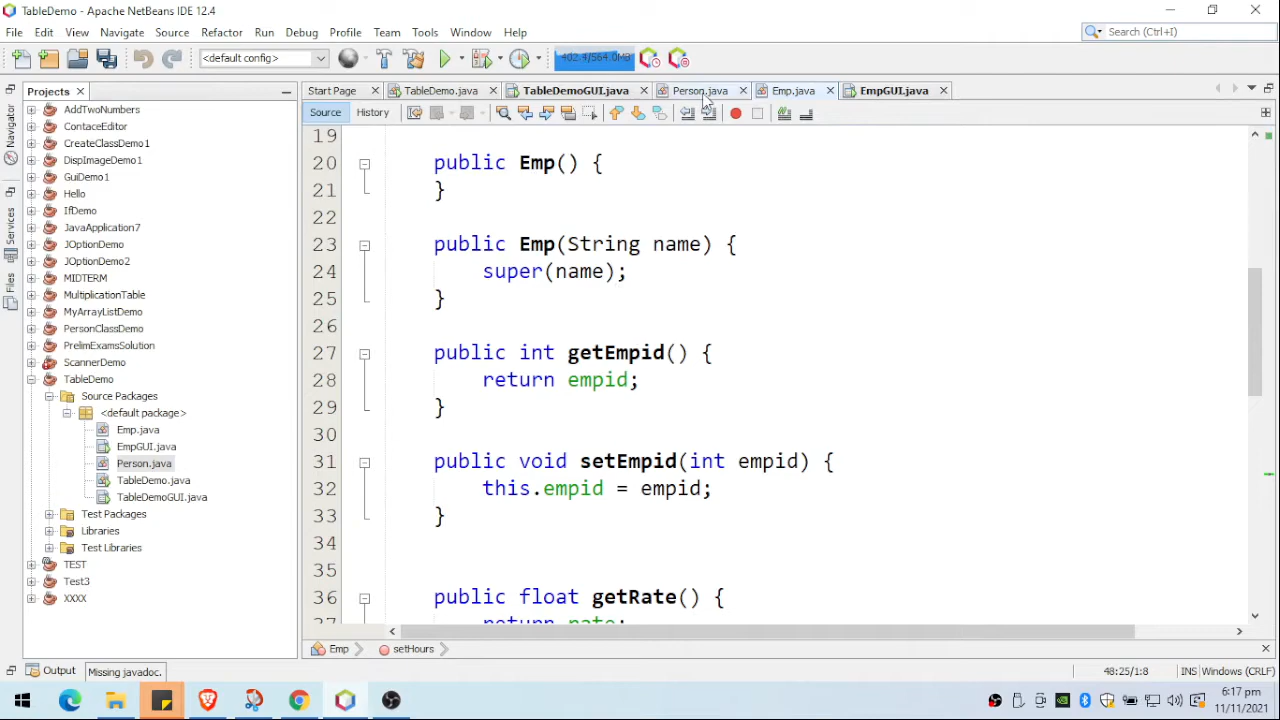 TableDemo - Apache NetBeans IDE 12.4
File Edit View Navigate Source Refactor Run Debug Profile Team Tools Window Help
Search (Ctrl+I)
<default config>
402.4/564.0MB
Projects
Start Page TableDemo.java TableDemoGUI.java Person.java Emp.java EmpGUI.java
Source History
Navigator
Services
Files
AddTwoNumbers
ContaceEditor
CreateClassDemo1
DispImageDemo1
GuiDemo1
Hello
IfDemo
JavaApplication7
JOptionDemo
JOptionDemo2
MIDTERM
MultiplicationTable
MyArrayListDemo
PersonClassDemo
PrelimExamsSolution
ScannerDemo
TableDemo
Source Packages
<default package>
Emp.java
EmpGUI.java
Person.java
TableDemo.java
TableDemoGUI.java
Test Packages
Libraries
Test Libraries
TEST
Test3
XXXX
19
20 public Emp() {
21 }
22
23 public Emp(String name) {
24 super(name);
25 }
26
27 public int getEmpid() {
28 return empid;
29 }
30
31 public void setEmpid(int empid) {
32 this.empid = empid;
33 }
34
35
36 public float getRate() {
37 return rate;
Emp setHours
Output Missing javadoc.
48:25/1:8 INS Windows (CRLF)
6:17 pm
11/11/2021